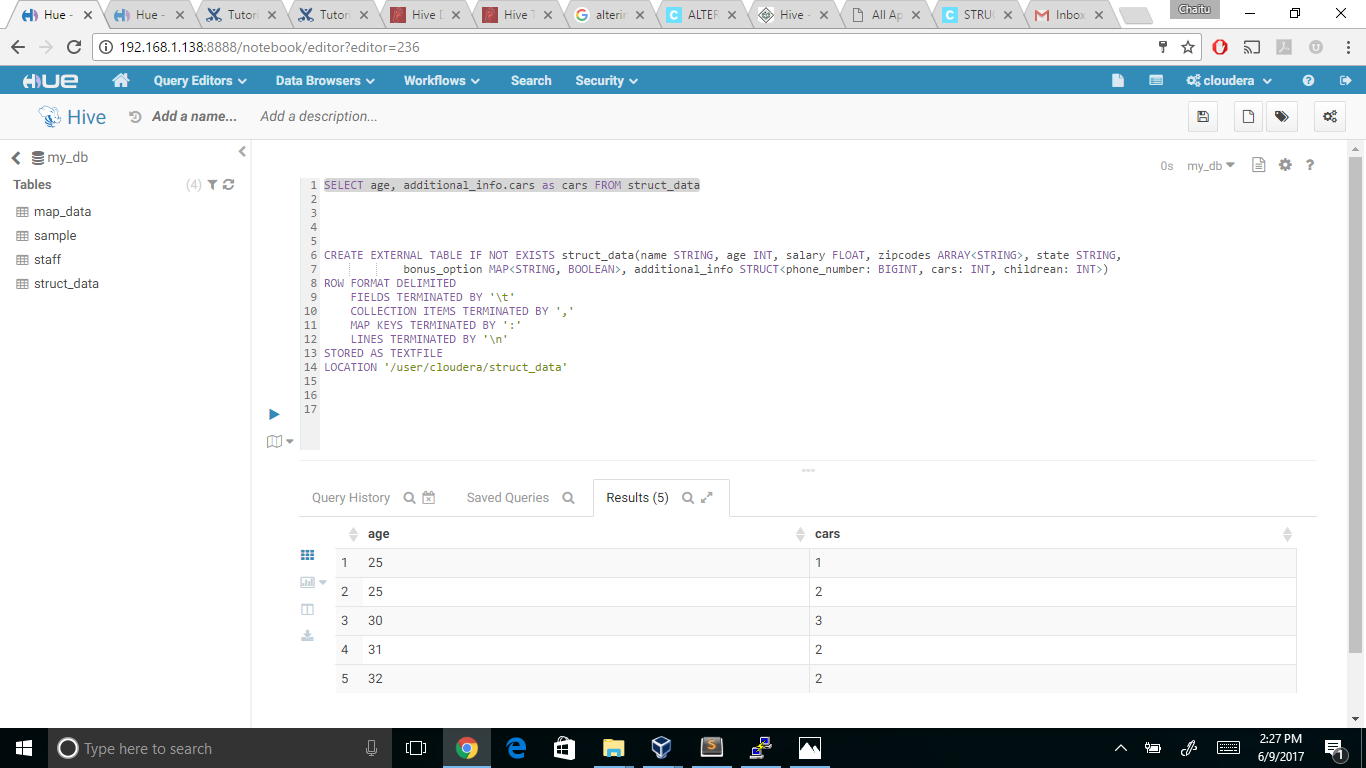 Hue -
Hue -
Tutori
Tutori
Hive D
Hive T
alterin
ALTER
Hive -
All Ap
STRU
Inbox
Chaitu
192.168.1.138:8888/notebook/editor?editor=236
HUE
Query Editors
Data Browsers
Workflows
Search
Security
cloudera
Hive
Add a name...
Add a description...
my_db
Tables
(4)
map_data
sample
staff
struct_data
0s
my_db
1 SELECT age, additional_info.cars as cars FROM struct_data
2
3
4
5
6 CREATE EXTERNAL TABLE IF NOT EXISTS struct_data(name STRING, age INT, salary FLOAT, zipcodes ARRAY<STRING>, state STRING,
7 bonus_option MAP<STRING, BOOLEAN>, additional_info STRUCT<phone_number: BIGINT, cars: INT, childrean: INT>)
8 ROW FORMAT DELIMITED
9 FIELDS TERMINATED BY '\t'
10 COLLECTION ITEMS TERMINATED BY ','
11 MAP KEYS TERMINATED BY ':'
12 LINES TERMINATED BY '\n'
13 STORED AS TEXTFILE
14 LOCATION '/user/cloudera/struct_data'
15
16
17
Query History
Saved Queries
Results (5)
age cars
1 25 1
2 25 2
3 30 3
4 31 2
5 32 2
Type here to search
2:27 PM
6/9/2017
1